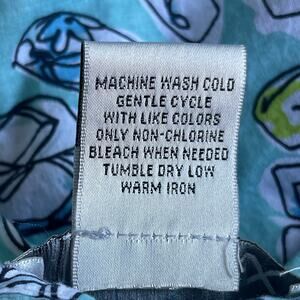 MACHINE WASH COLD
GENTLE CYCLE
WITH LIKE COLORS
ONLY NON-CHLORINE
BLEACH WHEN NEEDED
TUMBLE DRY LOW
WARM IRON